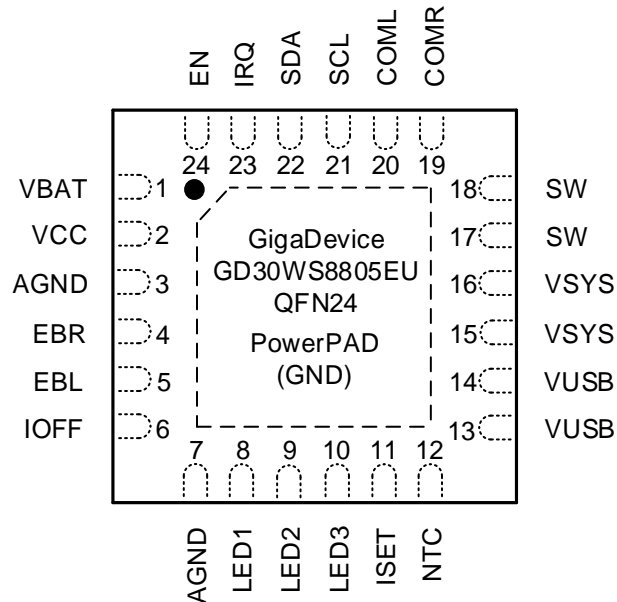 EN
IRQ
SDA
SCL
COML
COMR
24
23
22
21
20
19
VBAT 1
18 SW
VCC 2
17 SW
AGND 3
16 VSYS
EBR 4
15 VSYS
EBL 5
14 VUSB
IOFF 6
13 VUSB
GigaDevice
GD30WS8805EU
QFN24
PowerPAD
(GND)
7
8
9
10
11
12
AGND
LED1
LED2
LED3
ISET
NTC